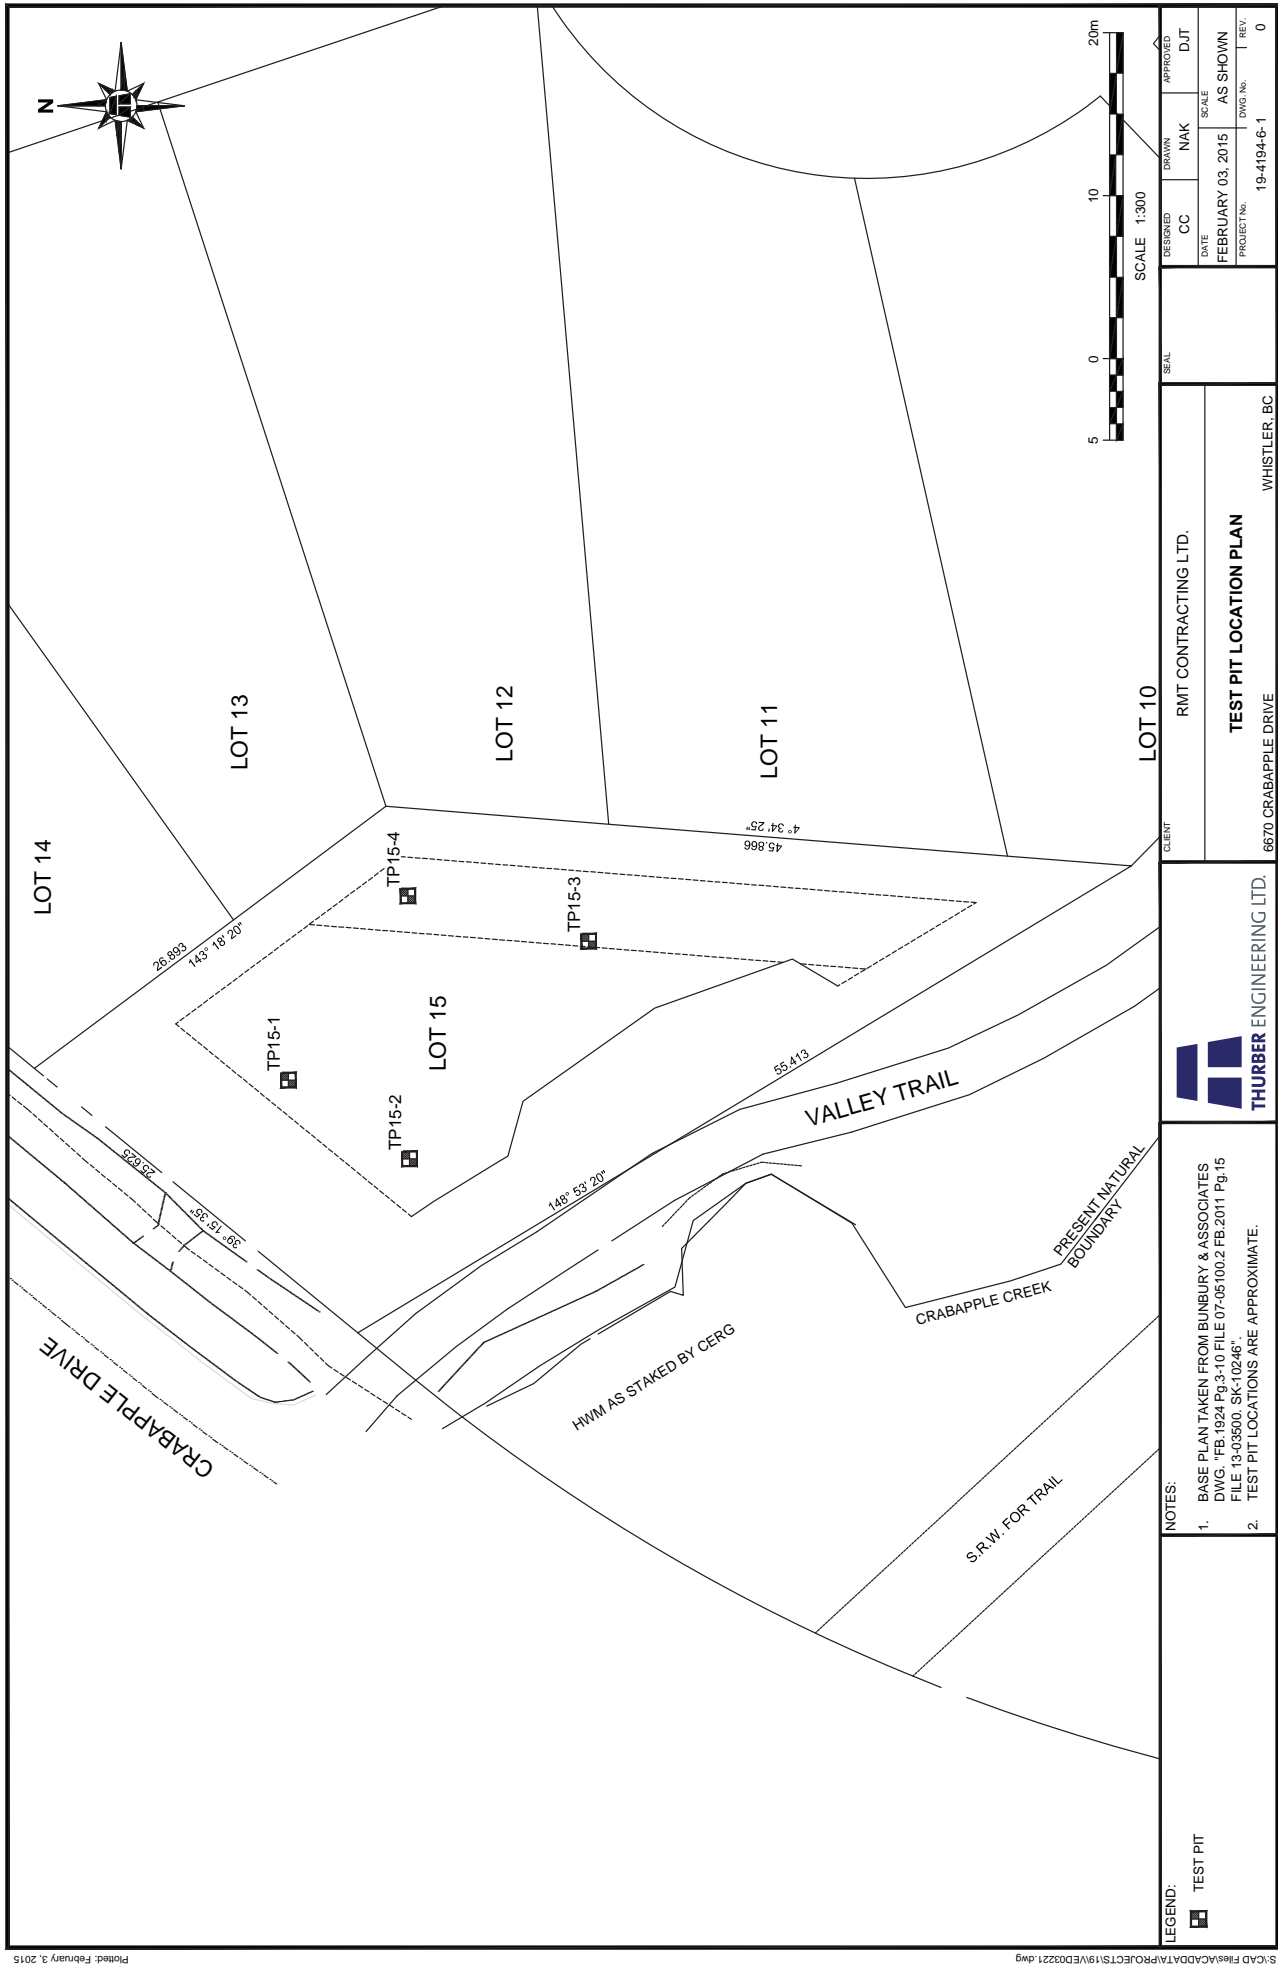 N
LOT 14
LOT 13
LOT 12
LOT 11
LOT 10
LOT 15
TP15-1
TP15-2
TP15-3
TP15-4
26.893
143° 18' 20"
4° 34' 25"
45.866
55.413
148° 53' 20"
25.625
39° 15' 35"
CRABAPPLE DRIVE
VALLEY TRAIL
HWM AS STAKED BY CERG
CRABAPPLE CREEK
PRESENT NATURAL
BOUNDARY
S.R.W. FOR TRAIL
5 0 10 20m
SCALE 1:300
LEGEND:
TEST PIT
NOTES:
1. BASE PLAN TAKEN FROM BUNBURY & ASSOCIATES
DWG. "FB.1924 Pg.3-10 FILE 07-05100.2 FB.2011 Pg.15
FILE 13-03500. SK-10246".
2. TEST PIT LOCATIONS ARE APPROXIMATE.
THURBER ENGINEERING LTD.
CLIENT
RMT CONTRACTING LTD.
TEST PIT LOCATION PLAN
6670 CRABAPPLE DRIVE WHISTLER, BC
SEAL
DESIGNED CC
DRAWN NAK
APPROVED DJT
DATE FEBRUARY 03, 2015
SCALE AS SHOWN
PROJECT No.
DWG. No.
19-4194-6-1
REV. 0
S:\CAD Files\ACADDATA\PROJECTS\19\VED03221.dwg
Plotted: February 3, 2015